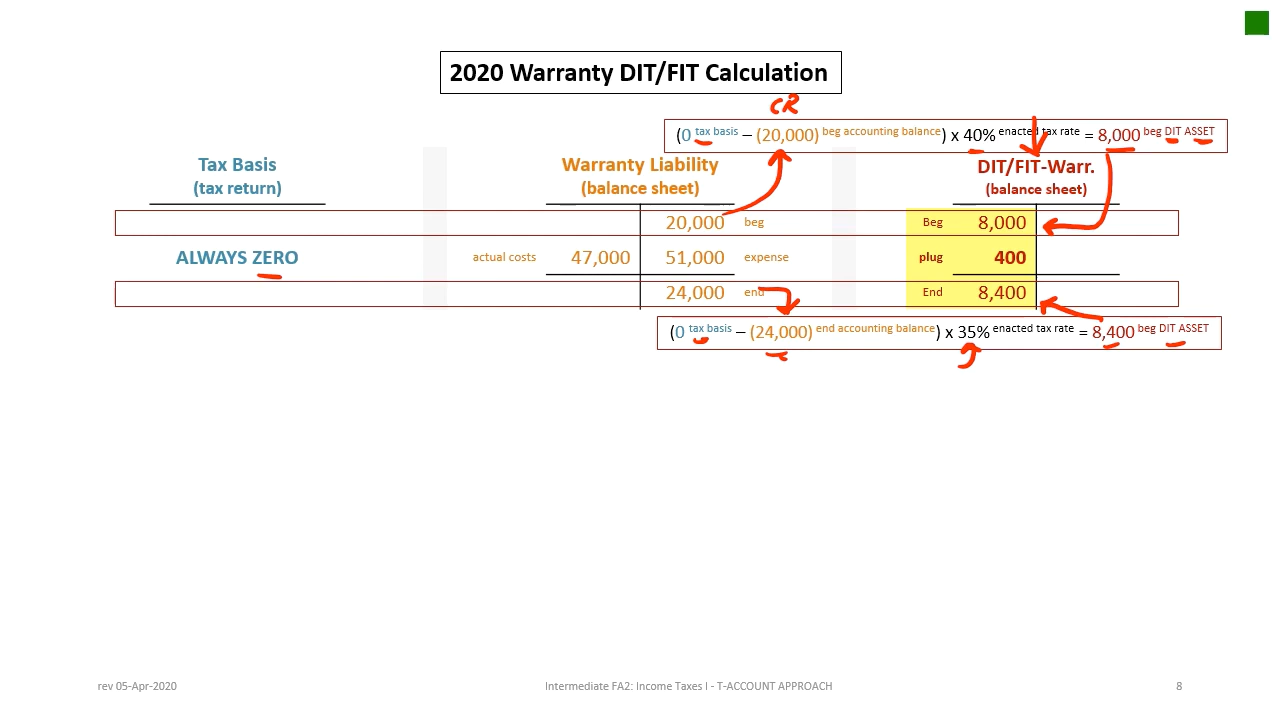 2020 Warranty DIT/FIT Calculation
CR
(0 tax basis – (20,000) beg accounting balance) x 40% enacted tax rate = 8,000 beg DIT ASSET
Tax Basis
(tax return)
Warranty Liability
(balance sheet)
DIT/FIT-Warr.
(balance sheet)
20,000 beg Beg 8,000
ALWAYS ZERO actual costs 47,000 51,000 expense plug 400
24,000 end End 8,400
(0 tax basis – (24,000) end accounting balance) x 35% enacted tax rate = 8,400 beg DIT ASSET
rev 05-Apr-2020 Intermediate FA2: Income Taxes I - T-ACCOUNT APPROACH 8